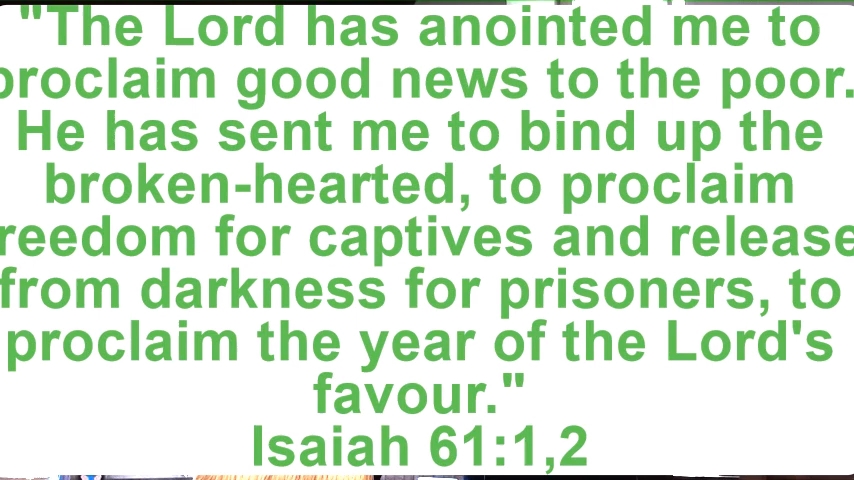 "The Lord has anointed me to
proclaim good news to the poor.
He has sent me to bind up the
broken-hearted, to proclaim
freedom for captives and release
from darkness for prisoners, to
proclaim the year of the Lord's
favour."
Isaiah 61:1,2